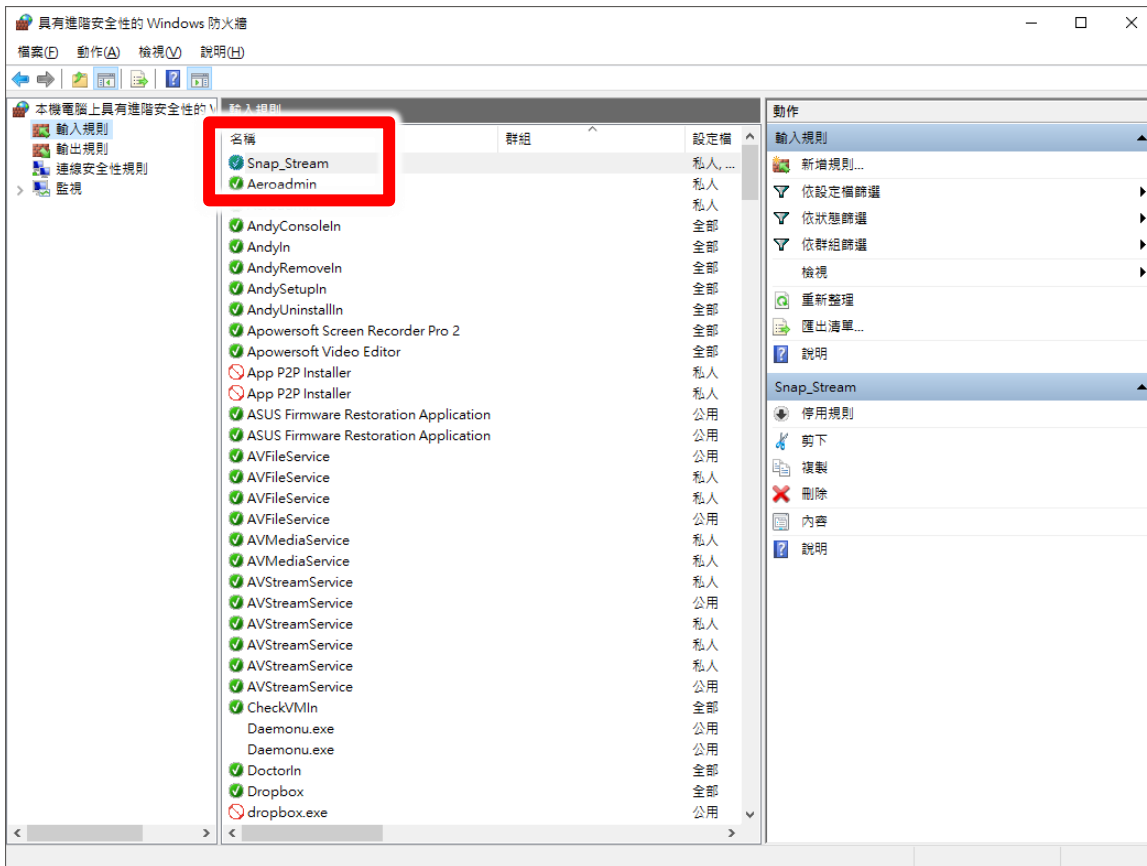 具有進階安全性的 Windows 防火牆
檔案(F) 動作(A) 檢視(V) 說明(H)
本機電腦上具有進階安全性的
輸入規則
輸出規則
連線安全性規則
監視
輸入規則
名稱 群組 設定檔
Snap_Stream 私人, ...
Aeroadmin 私人
私人
AndyConsoleIn 全部
AndyIn 全部
AndyRemoveIn 全部
AndySetupIn 全部
AndyUninstallIn 全部
Apowersoft Screen Recorder Pro 2 全部
Apowersoft Video Editor 全部
App P2P Installer 私人
App P2P Installer 私人
ASUS Firmware Restoration Application 公用
ASUS Firmware Restoration Application 公用
AVFileService 公用
AVFileService 私人
AVFileService 私人
AVFileService 公用
AVMediaService 私人
AVMediaService 私人
AVStreamService 私人
AVStreamService 公用
AVStreamService 私人
AVStreamService 私人
AVStreamService 私人
AVStreamService 公用
CheckVMIn 全部
Daemonu.exe 公用
Daemonu.exe 公用
DoctorIn 全部
Dropbox 全部
dropbox.exe 公用
動作
輸入規則
新增規則...
依設定檔篩選
依狀態篩選
依群組篩選
檢視
重新整理
匯出清單...
說明
Snap_Stream
停用規則
剪下
複製
刪除
內容
說明